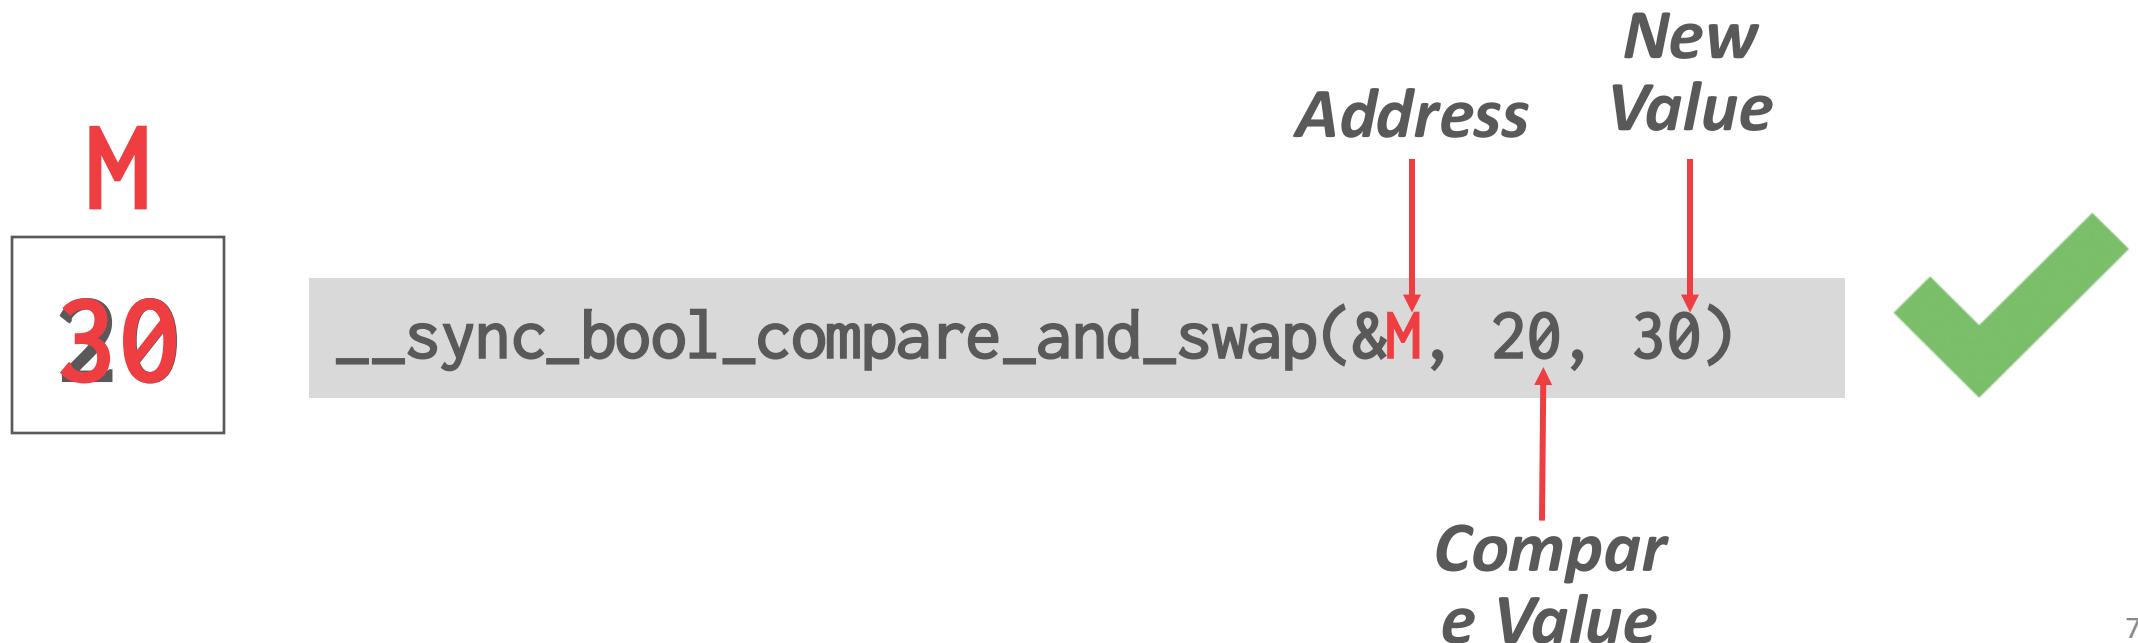 New
Value
Address
M
30
__sync_bool_compare_and_swap(&M, 20, 30)
Compar
e Value
7